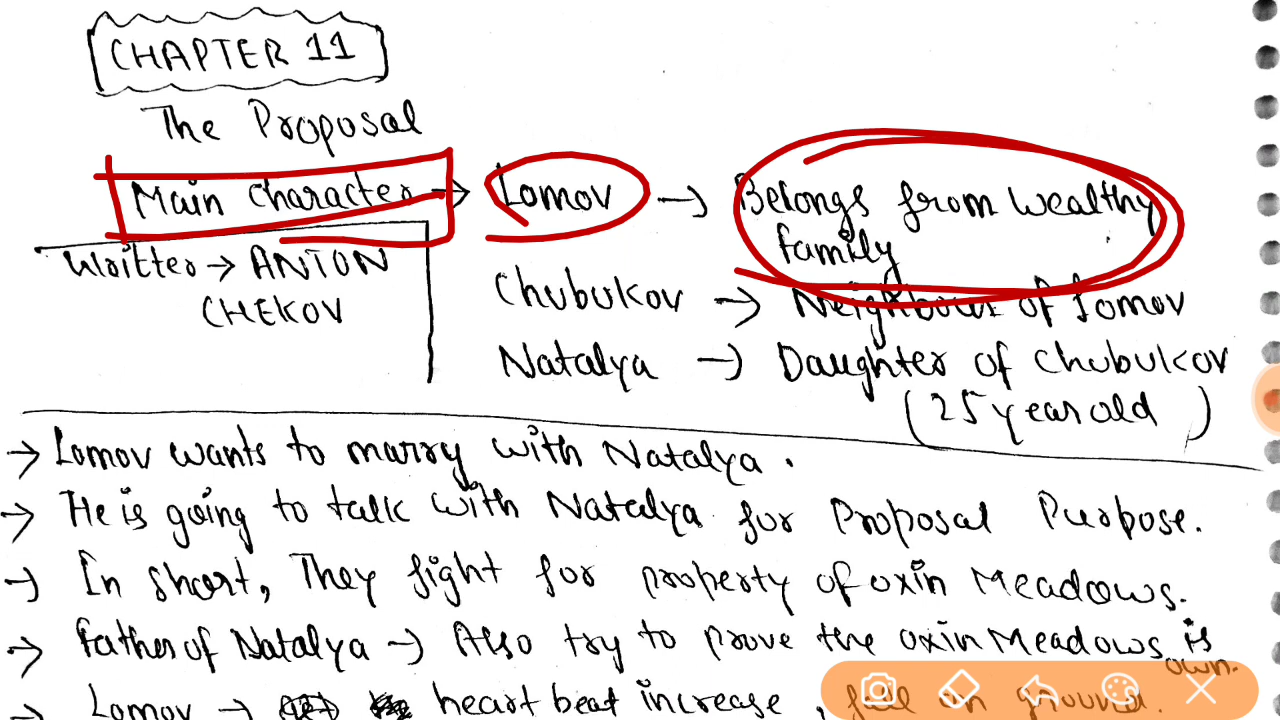 CHAPTER 11
The Proposal
Main character → Lomov → Belongs from wealthy
family
Writter → ANTON
CHEKOV
Chubukov → Neighbour of Lomov
Natalya → Daughter of Chubukov
(25 year old)
→ Lomov wants to marry with Natalya.
→ He is going to talk with Natalya for Proposal Purpose.
→ In short, They fight for property of oxin Meadows.
→ father of Natalya → Also try to prove the oxin Meadows is
own.
→ Lomov → heart beat increase, fall on ground.